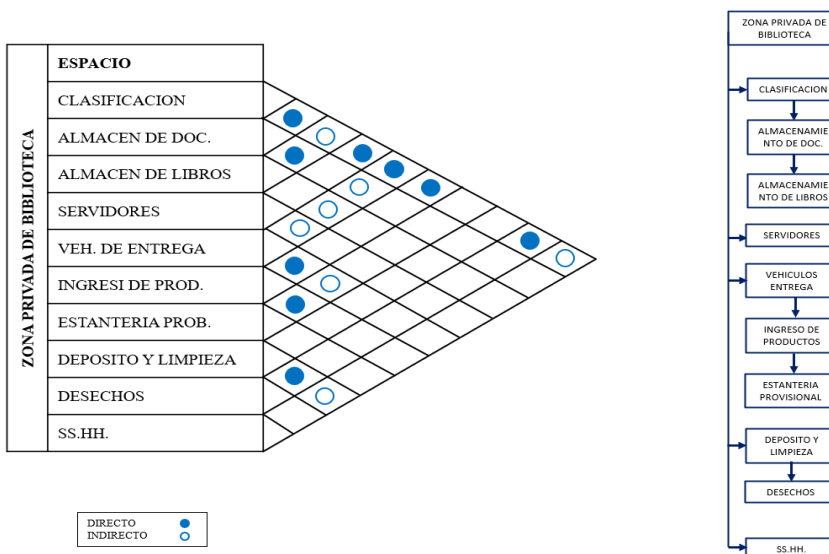 ZONA PRIVADA DE BIBLIOTECA
ESPACIO
CLASIFICACION
ALMACEN DE DOC.
ALMACEN DE LIBROS
SERVIDORES
VEH. DE ENTREGA
INGRESI DE PROD.
ESTANTERIA PROB.
DEPOSITO Y LIMPIEZA
DESECHOS
SS.HH.
DIRECTO
INDIRECTO
ZONA PRIVADA DE
BIBLIOTECA
CLASIFICACION
ALMACENAMIE
NTO DE DOC.
ALMACENAMIE
NTO DE LIBROS
SERVIDORES
VEHICULOS
ENTREGA
INGRESO DE
PRODUCTOS
ESTANTERIA
PROVISIONAL
DEPOSITO Y
LIMPIEZA
DESECHOS
SS.HH.